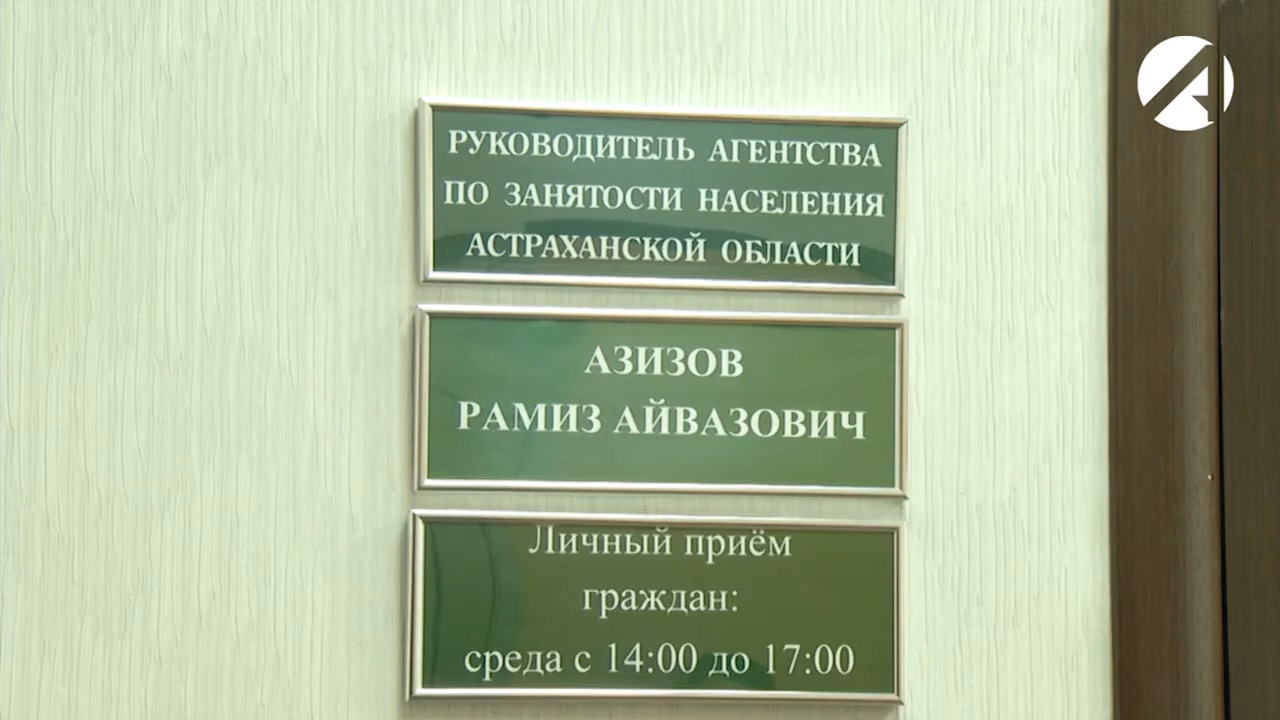 РУКОВОДИТЕЛЬ АГЕНТСТВА
ПО ЗАНЯТОСТИ НАСЕЛЕНИЯ
АСТРАХАНСКОЙ ОБЛАСТИ
АЗИЗОВ
РАМИЗ АЙВАЗОВИЧ
Личный приём
граждан:
среда с 14:00 до 17:00